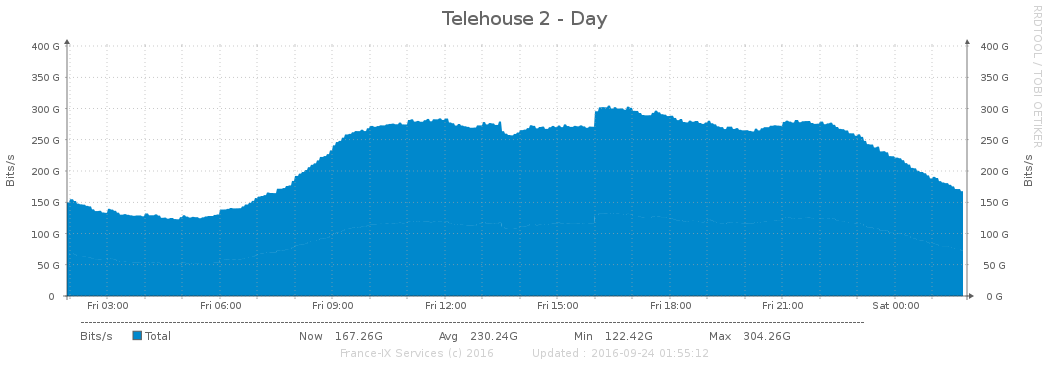 Telehouse 2 - Day
RRDTOOL / TOBI OETIKER
Bits/s
400 G 400 G
350 G 350 G
300 G 300 G
250 G 250 G
200 G 200 G
150 G 150 G
100 G 100 G
50 G 50 G
0 0 G
Bits/s
Fri 03:00 Fri 06:00 Fri 09:00 Fri 12:00 Fri 15:00 Fri 18:00 Fri 21:00 Sat 00:00
Bits/s Total Now 167.26G Avg 230.24G Min 122.42G Max 304.26G
France-IX Services (c) 2016 Updated : 2016-09-24 01:55:12